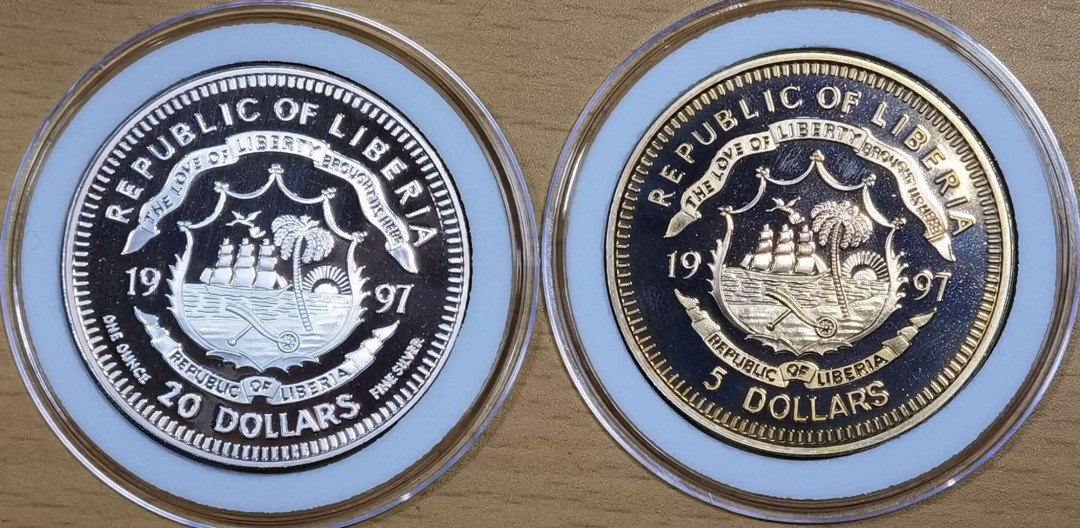 REPUBLIC OF LIBERIA
THE LOVE OF LIBERTY BROUGHT US HERE
19 97
REPUBLIC OF LIBERIA
ONE OUNCE
20 DOLLARS
FINE SILVER
REPUBLIC OF LIBERIA
THE LOVE OF LIBERTY BROUGHT US HERE
19 97
REPUBLIC OF LIBERIA
5 DOLLARS